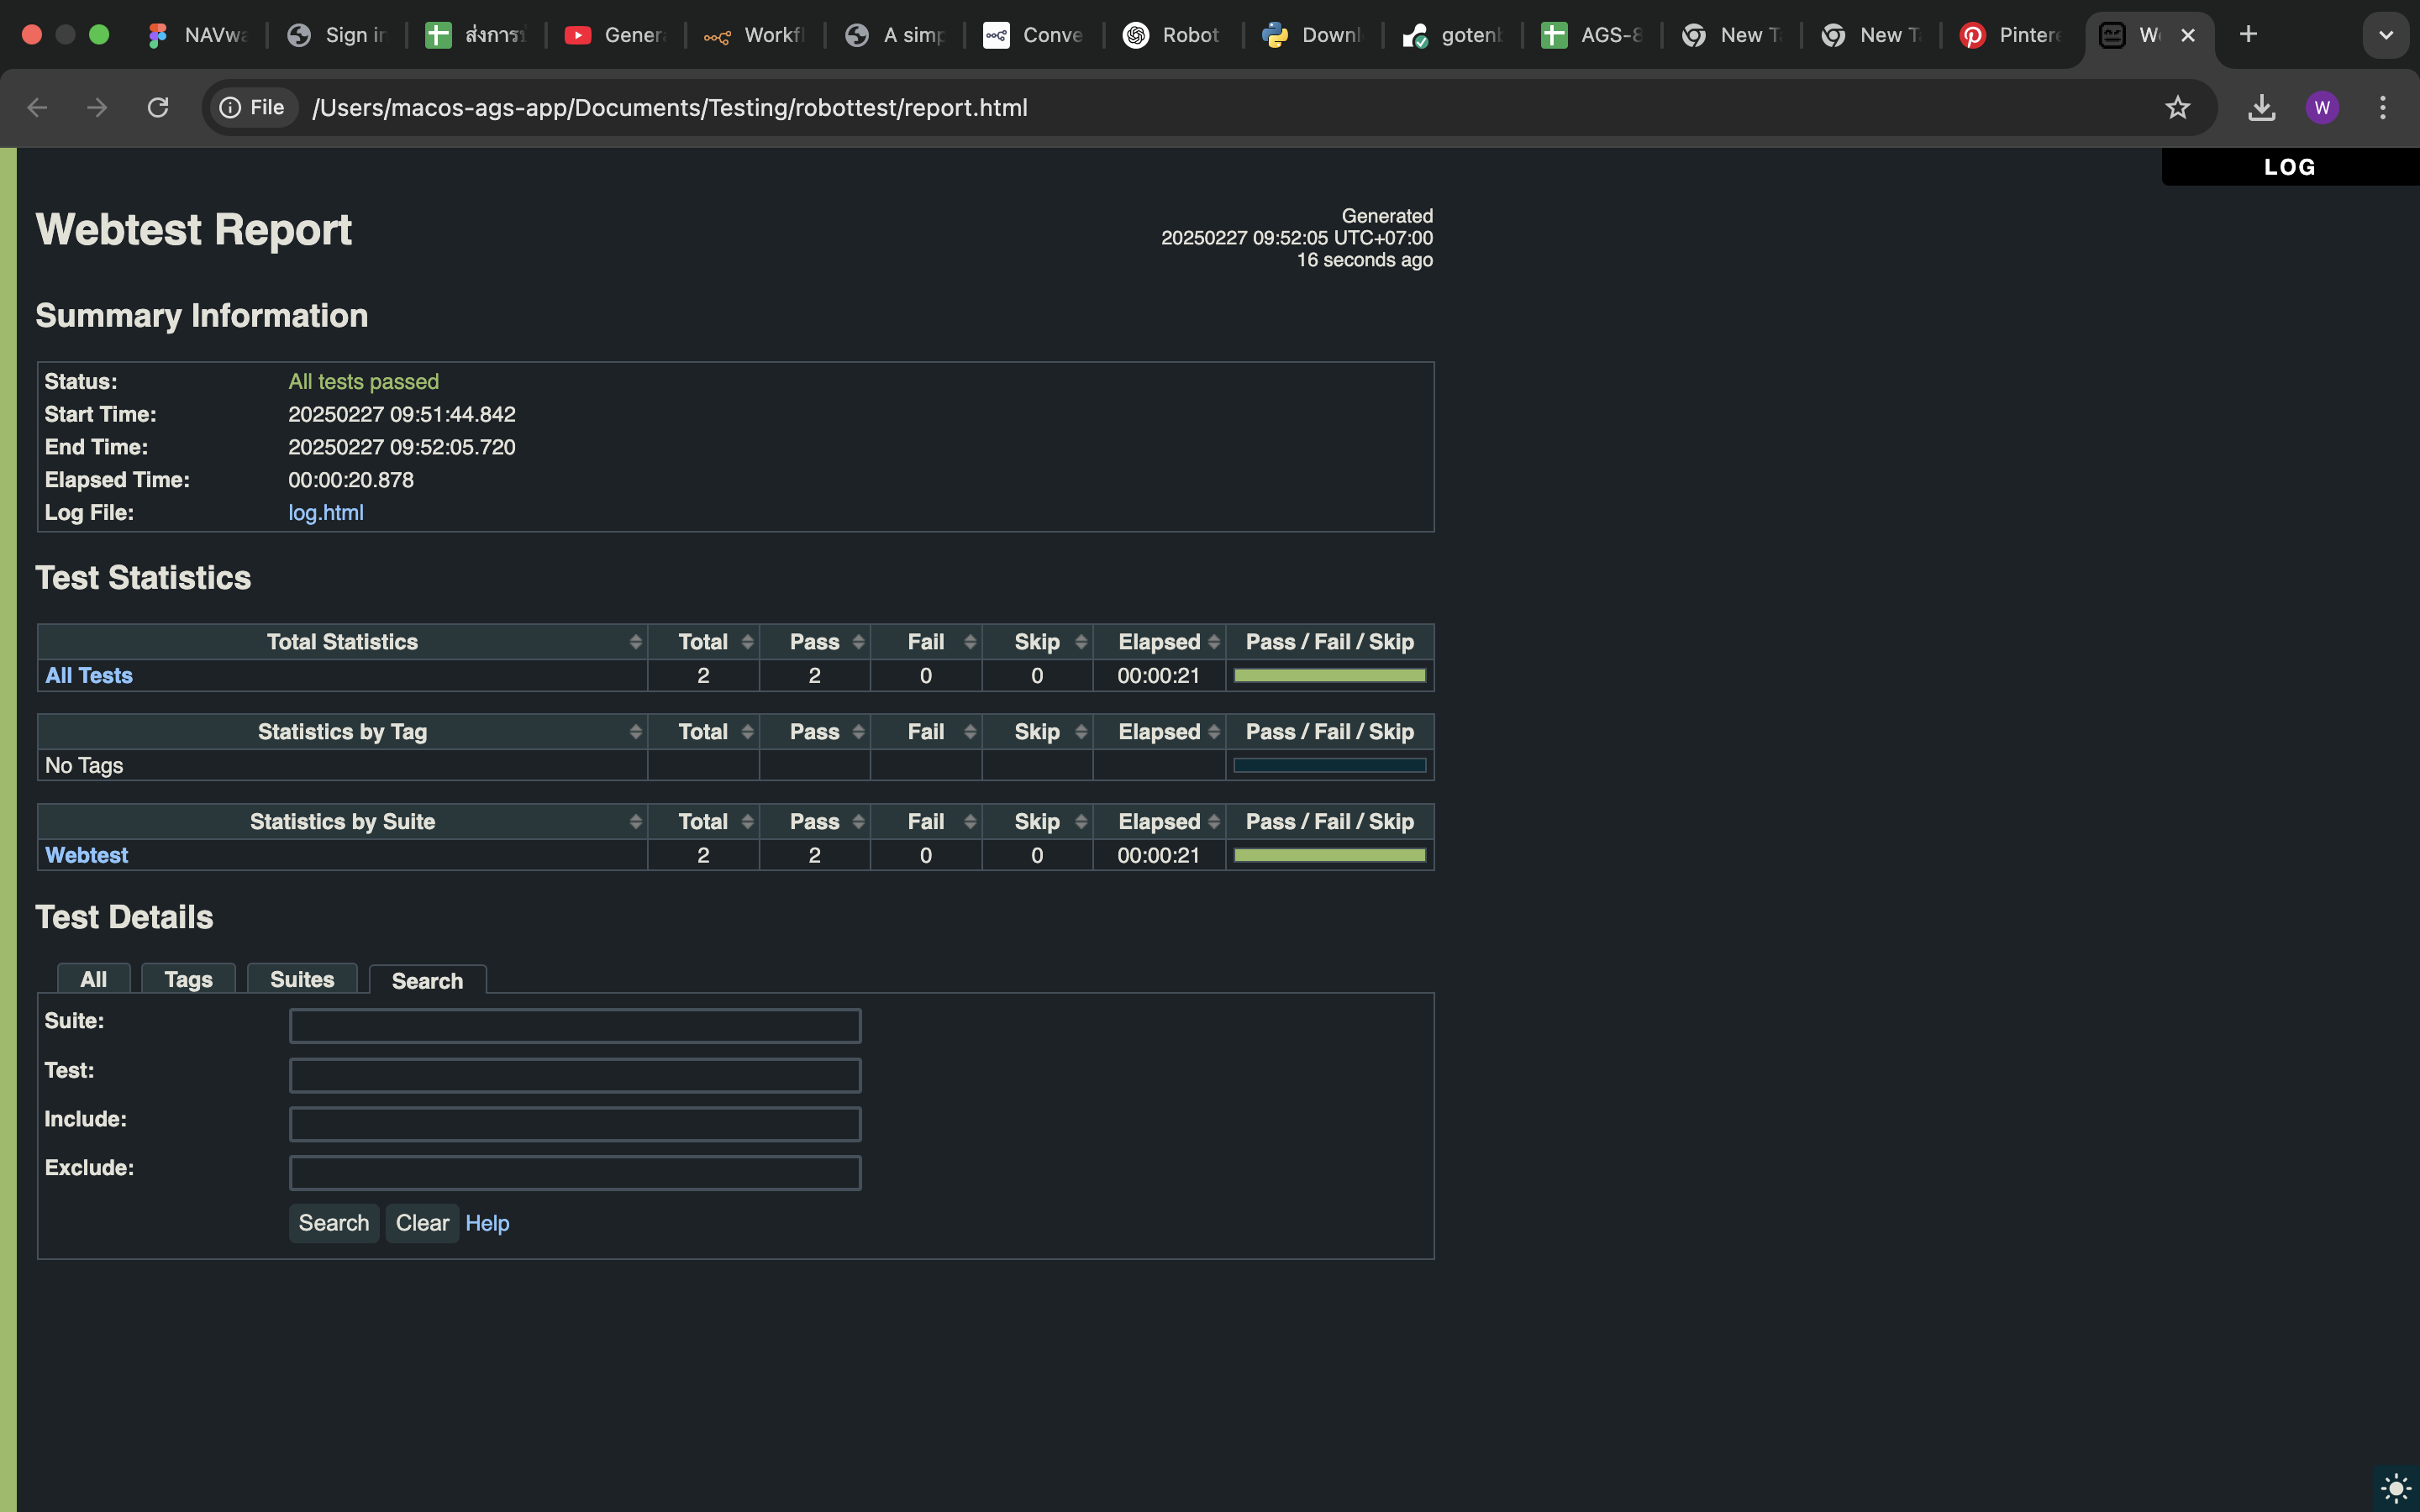 NAVwa
Sign in
ส่งการบ
Genera
Workfl
A simp
Conve
Robot
Downl
gotenb
AGS-8
New Ta
New Ta
Pintere
We
File
/Users/macos-ags-app/Documents/Testing/robottest/report.html
W
LOG
Webtest Report
Generated
20250227 09:52:05 UTC+07:00
16 seconds ago
Summary Information
Status: All tests passed
Start Time: 20250227 09:51:44.842
End Time: 20250227 09:52:05.720
Elapsed Time: 00:00:20.878
Log File: log.html
Test Statistics
Total Statistics Total Pass Fail Skip Elapsed Pass / Fail / Skip
All Tests 2 2 0 0 00:00:21
Statistics by Tag Total Pass Fail Skip Elapsed Pass / Fail / Skip
No Tags
Statistics by Suite Total Pass Fail Skip Elapsed Pass / Fail / Skip
Webtest 2 2 0 0 00:00:21
Test Details
All Tags Suites Search
Suite:
Test:
Include:
Exclude:
Search Clear Help